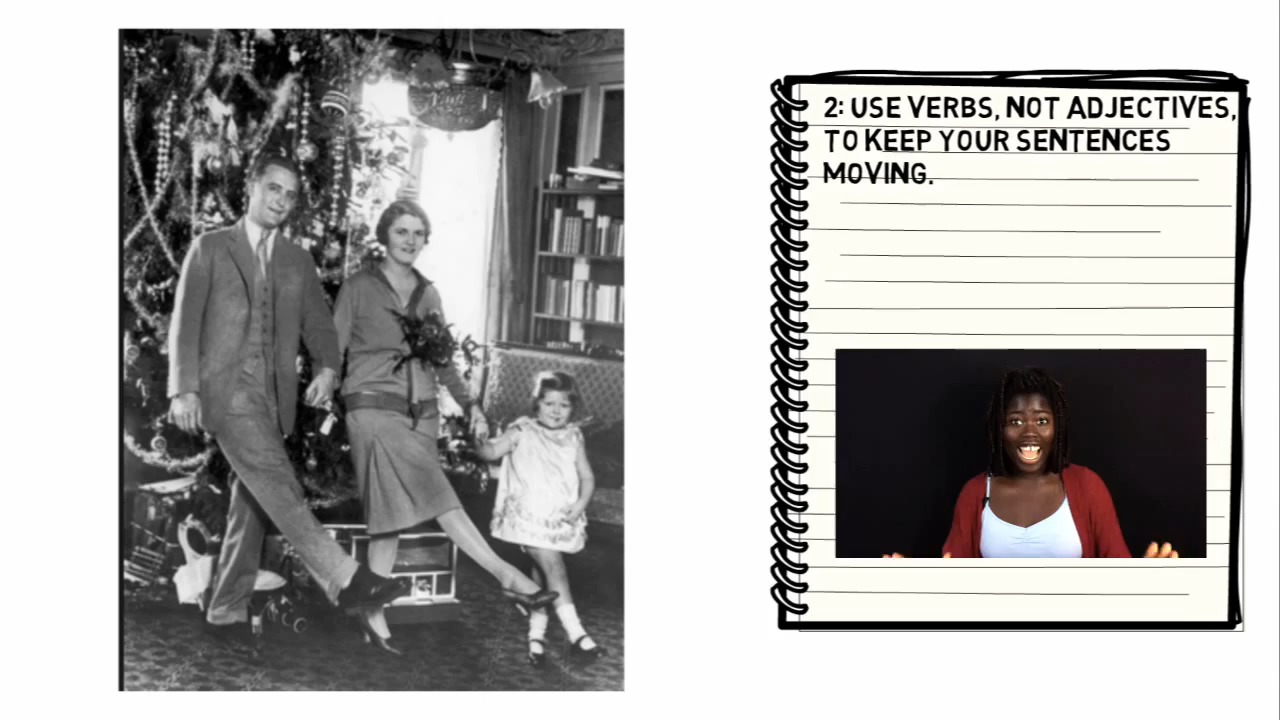 2: USE VERBS, NOT ADJECTIVES,
TO KEEP YOUR SENTENCES
MOVING.